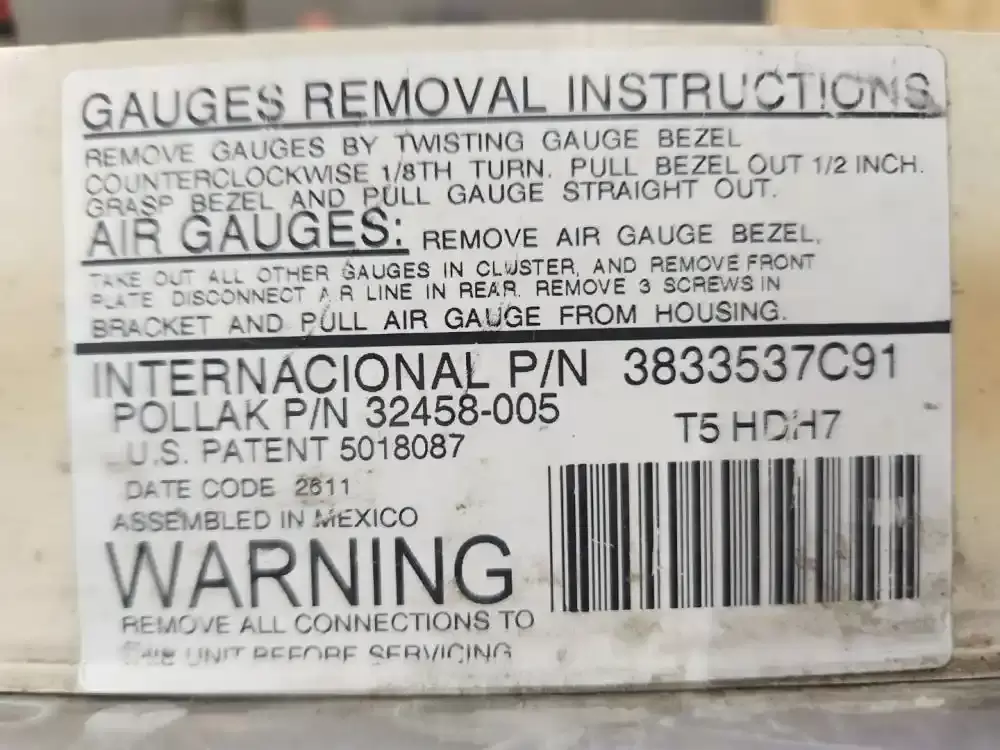 GAUGES REMOVAL INSTRUCTIONS
REMOVE GAUGES BY TWISTING GAUGE BEZEL
COUNTERCLOCKWISE 1/8TH TURN. PULL BEZEL OUT 1/2 INCH.
GRASP BEZEL AND PULL GAUGE STRAIGHT OUT.
AIR GAUGES: REMOVE AIR GAUGE BEZEL,
TAKE OUT ALL OTHER GAUGES IN CLUSTER, AND REMOVE FRONT
PLATE DISCONNECT AIR LINE IN REAR. REMOVE 3 SCREWS IN
BRACKET AND PULL AIR GAUGE FROM HOUSING.
INTERNACIONAL P/N 3833537C91
POLLAK P/N 32458-005
T5 HDH7
U.S. PATENT 5018087
DATE CODE 2611
ASSEMBLED IN MEXICO
WARNING
REMOVE ALL CONNECTIONS TO
THIS UNIT BEFORE SERVICING